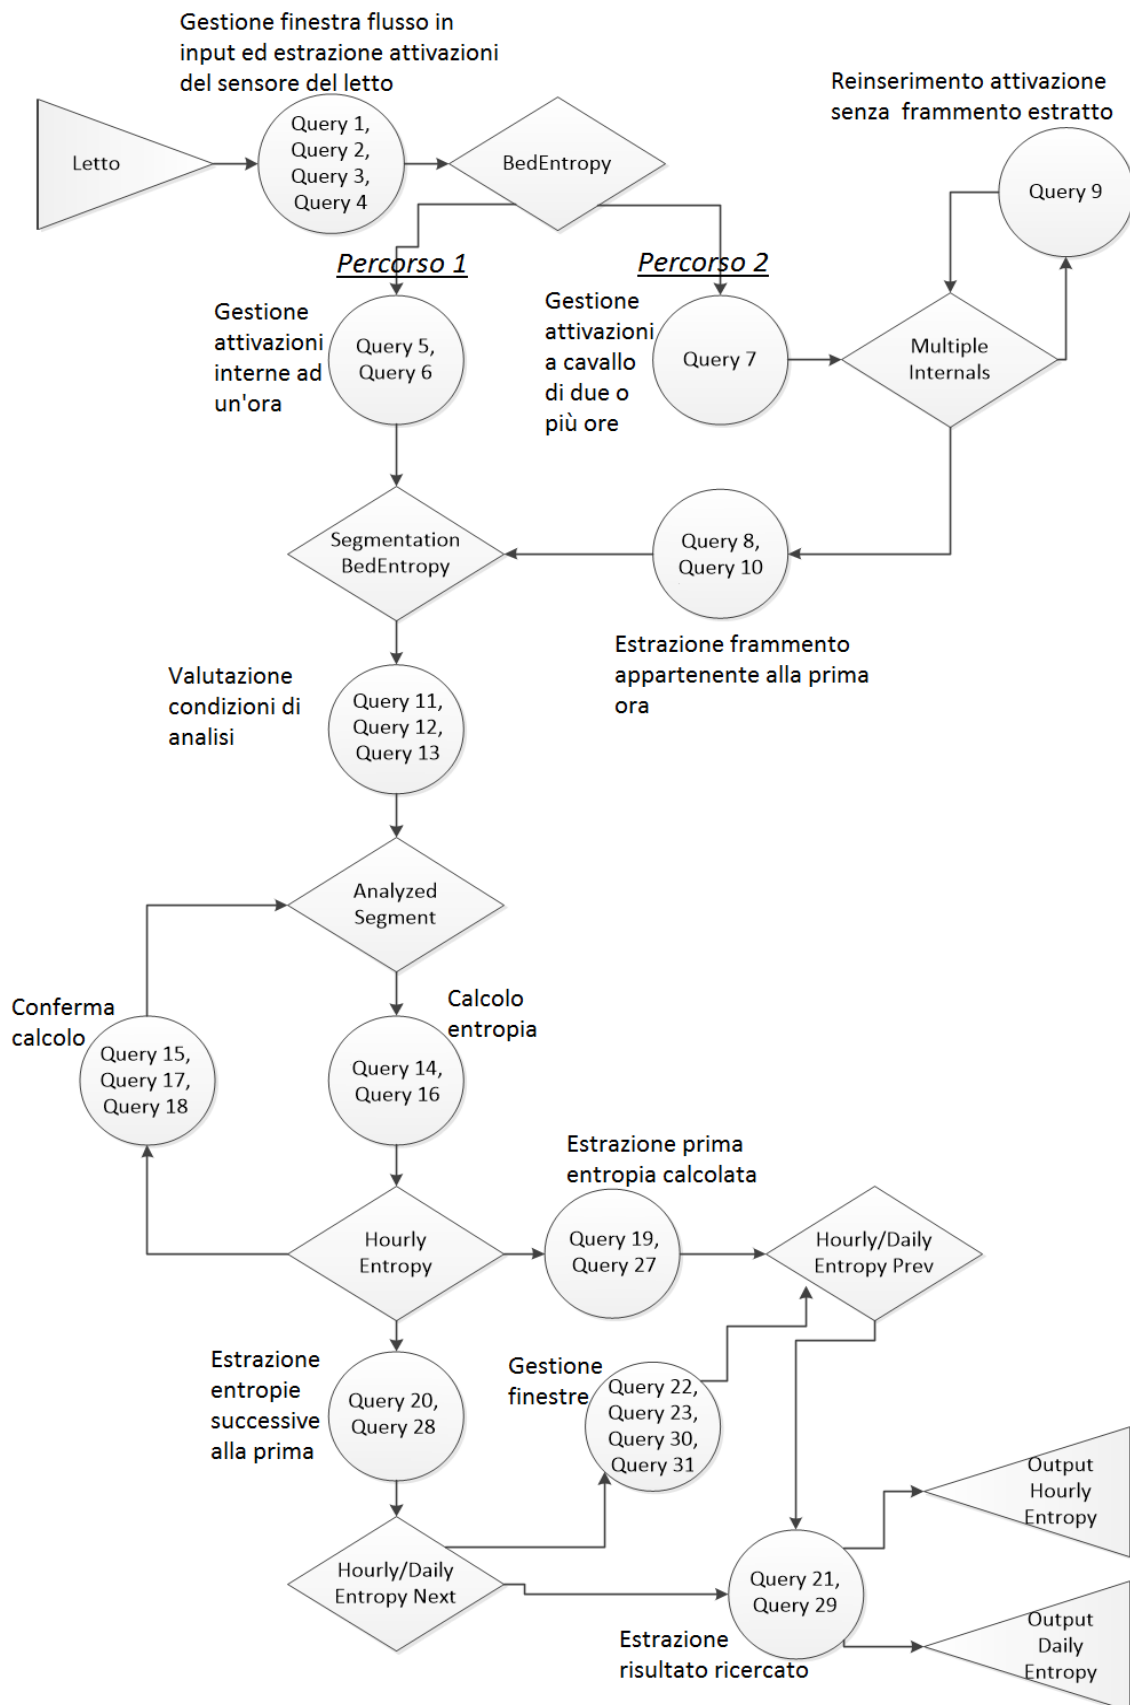 Gestione finestra flusso in
input ed estrazione attivazioni
del sensore del letto
Reinserimento attivazione
senza frammento estratto
Letto
Query 1,
Query 2,
Query 3,
Query 4
BedEntropy
Query 9
Percorso 1
Percorso 2
Gestione
attivazioni
interne ad
un'ora
Query 5,
Query 6
Gestione
attivazioni
a cavallo
di due o
più ore
Query 7
Multiple
Internals
Segmentation
BedEntropy
Query 8,
Query 10
Estrazione frammento
appartenente alla prima
ora
Valutazione
condizioni di
analisi
Query 11,
Query 12,
Query 13
Analyzed
Segment
Conferma
calcolo
Query 15,
Query 17,
Query 18
Calcolo
entropia
Query 14,
Query 16
Estrazione prima
entropia calcolata
Hourly
Entropy
Query 19,
Query 27
Hourly/Daily
Entropy Prev
Estrazione
entropie
successive
alla prima
Query 20,
Query 28
Gestione
finestre
Query 22,
Query 23,
Query 30,
Query 31
Output
Hourly
Entropy
Hourly/Daily
Entropy Next
Query 21,
Query 29
Estrazione
risultato ricercato
Output
Daily
Entropy